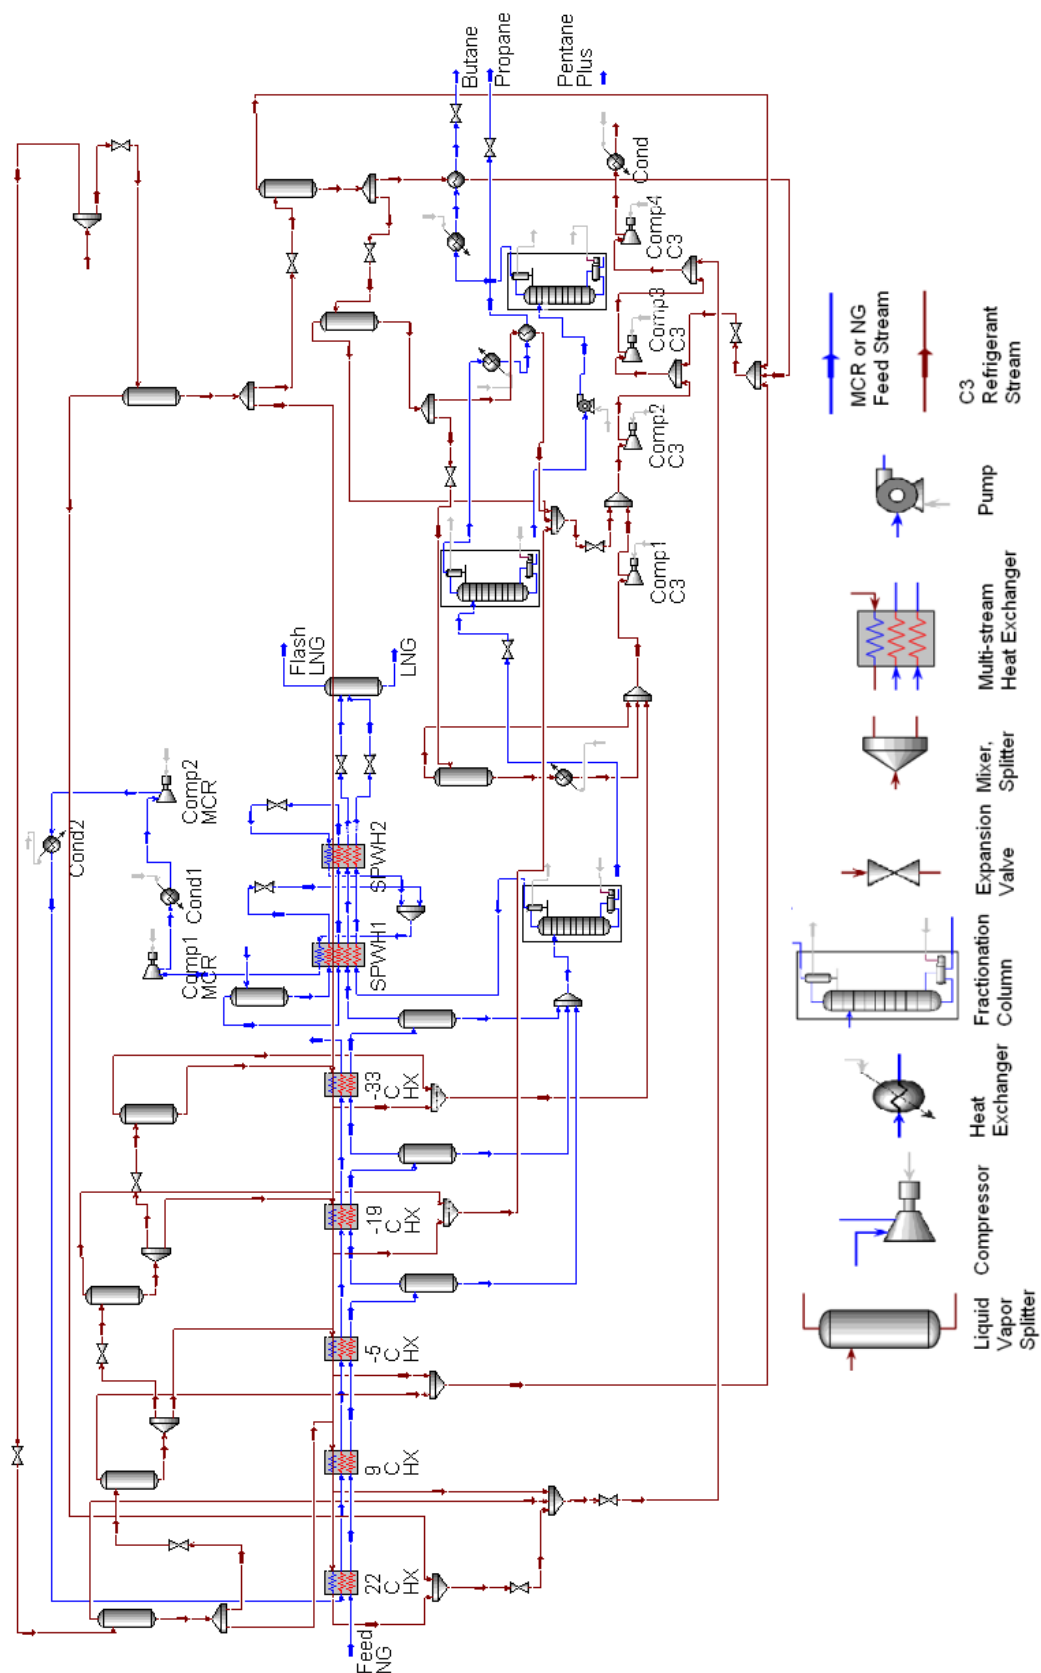 Butane
Propane
Pentane
Plus
Cond
Comp4
C3
Comp3
C3
Comp2
C3
Comp1
C3
Flash
LNG
LNG
Comp2
MCR
Cond2
Cond1
Comp1
MCR
SPWH2
SPWH1
-33
C
HX
-19
C
HX
-5
C
HX
9
C
HX
22
C
HX
Feed
NG
Liquid
Vapor
Splitter
Compressor
Heat
Exchanger
Fractionation
Column
Expansion
Valve
Mixer,
Splitter
Multi-stream
Heat Exchanger
Pump
MCR or NG
Feed Stream
C3
Refrigerant
Stream